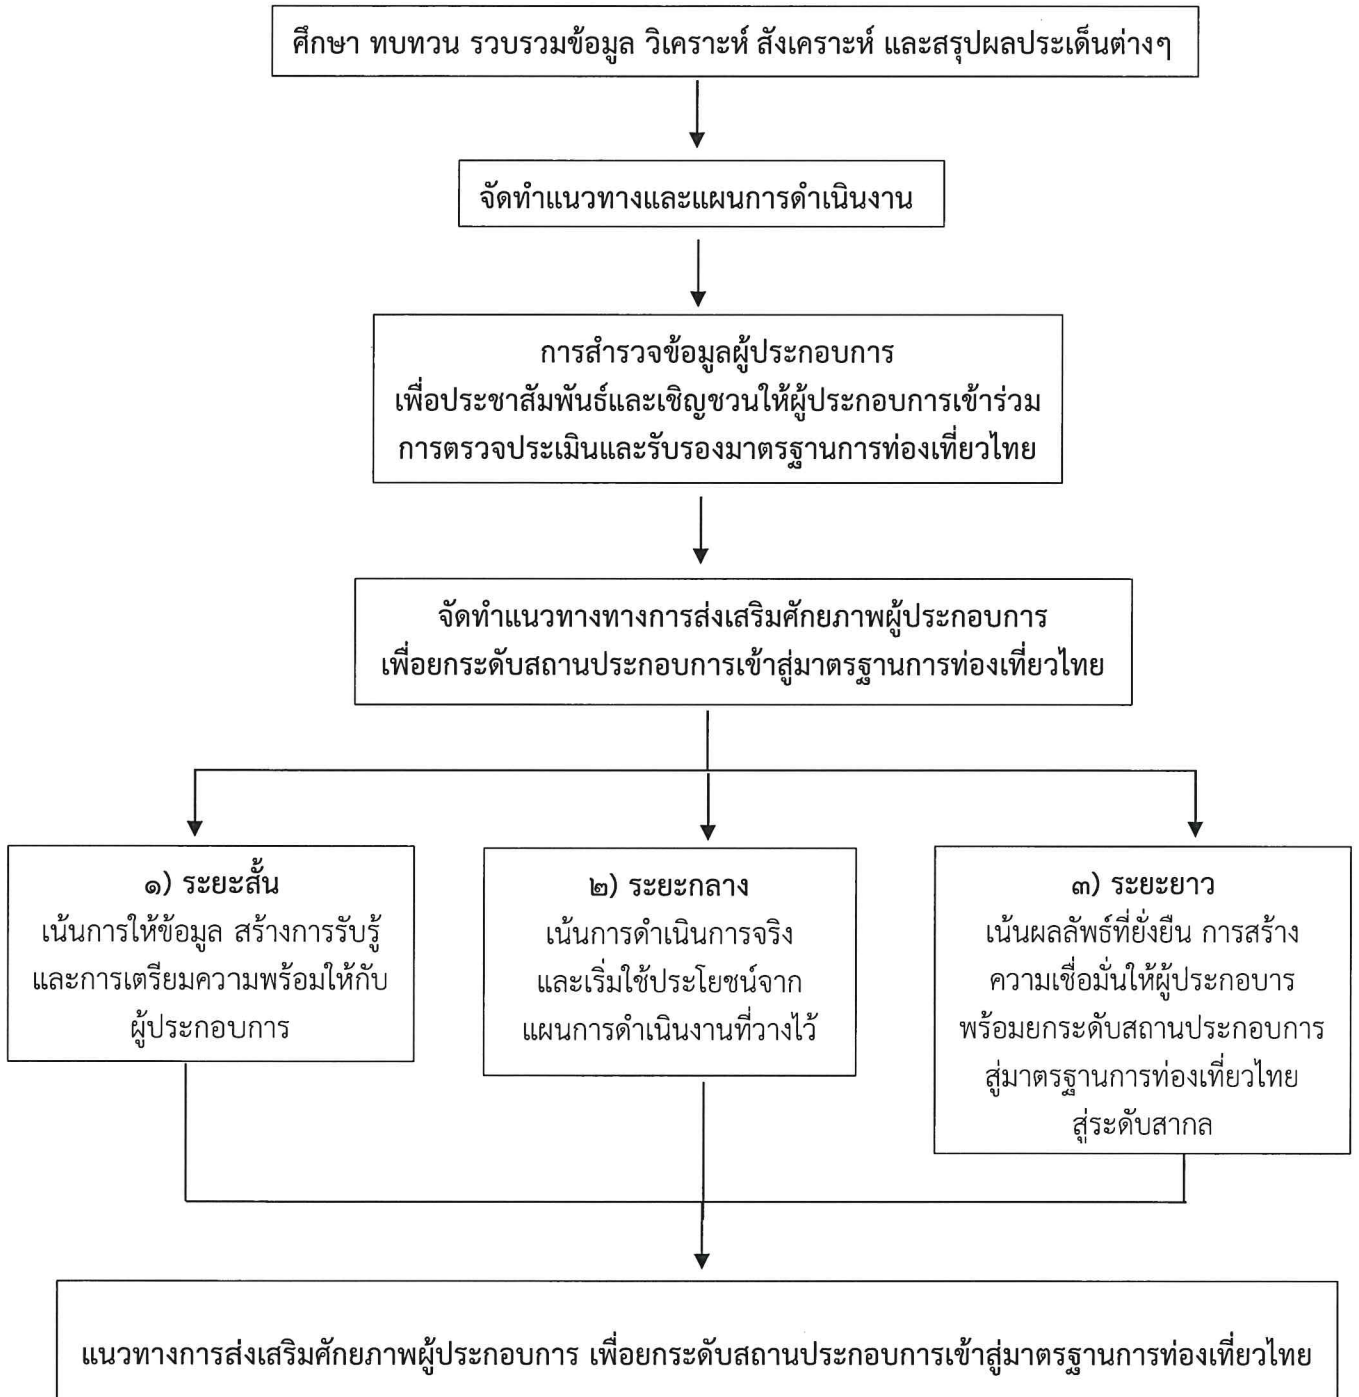 ศึกษา ทบทวน รวบรวมข้อมูล วิเคราะห์ สังเคราะห์ และสรุปผลประเด็นต่างๆ
จัดทำแนวทางและแผนการดำเนินงาน
การสำรวจข้อมูลผู้ประกอบการ
เพื่อประชาสัมพันธ์และเชิญชวนให้ผู้ประกอบการเข้าร่วม
การตรวจประเมินและรับรองมาตรฐานการท่องเที่ยวไทย
จัดทำแนวทางทางการส่งเสริมศักยภาพผู้ประกอบการ
เพื่อยกระดับสถานประกอบการเข้าสู่มาตรฐานการท่องเที่ยวไทย
๑) ระยะสั้น
เน้นการให้ข้อมูล สร้างการรับรู้
และการเตรียมความพร้อมให้กับ
ผู้ประกอบการ
๒) ระยะกลาง
เน้นการดำเนินการจริง
และเริ่มใช้ประโยชน์จาก
แผนการดำเนินงานที่วางไว้
๓) ระยะยาว
เน้นผลลัพธ์ที่ยั่งยืน การสร้าง
ความเชื่อมั่นให้ผู้ประกอบาร
พร้อมยกระดับสถานประกอบการ
สู่มาตรฐานการท่องเที่ยวไทย
สู่ระดับสากล
แนวทางการส่งเสริมศักยภาพผู้ประกอบการ เพื่อยกระดับสถานประกอบการเข้าสู่มาตรฐานการท่องเที่ยวไทย